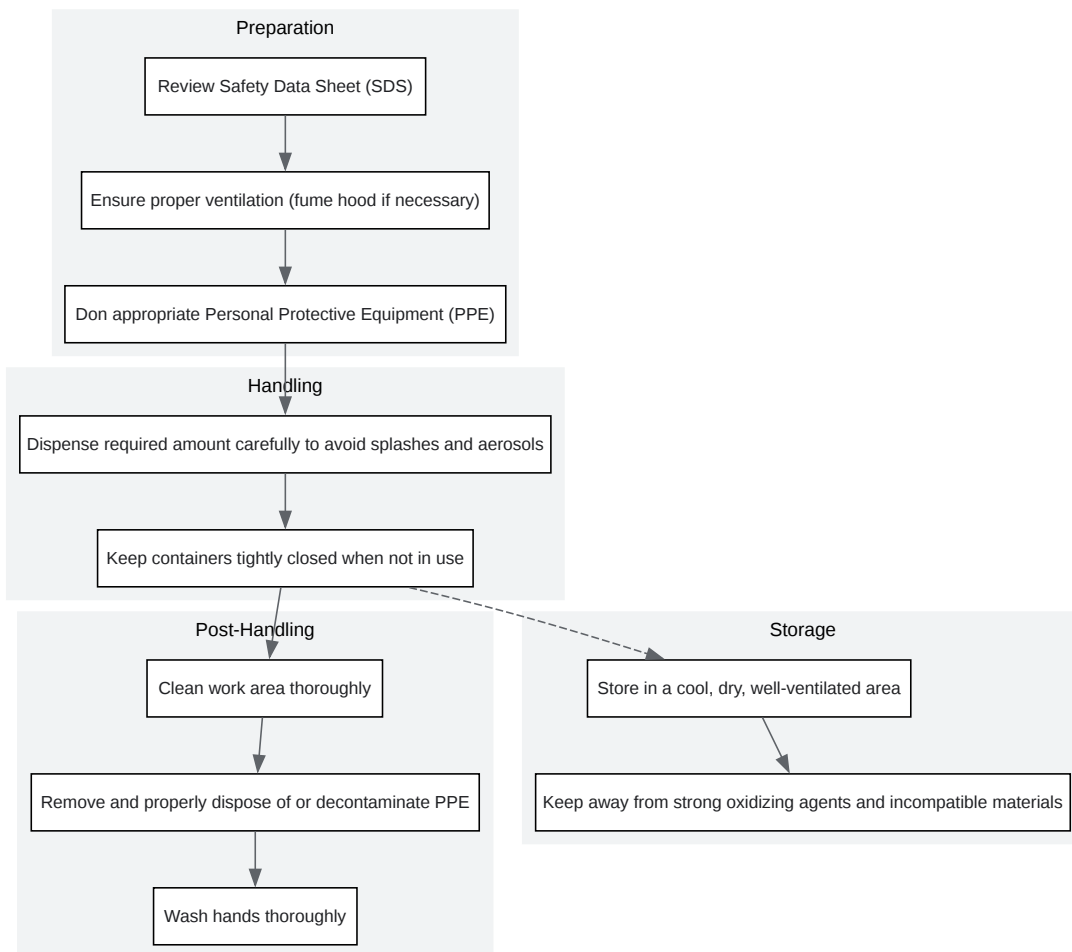 Preparation
Review Safety Data Sheet (SDS)
Ensure proper ventilation (fume hood if necessary)
Don appropriate Personal Protective Equipment (PPE)
Handling
Dispense required amount carefully to avoid splashes and aerosols
Keep containers tightly closed when not in use
Post-Handling
Clean work area thoroughly
Remove and properly dispose of or decontaminate PPE
Wash hands thoroughly
Storage
Store in a cool, dry, well-ventilated area
Keep away from strong oxidizing agents and incompatible materials